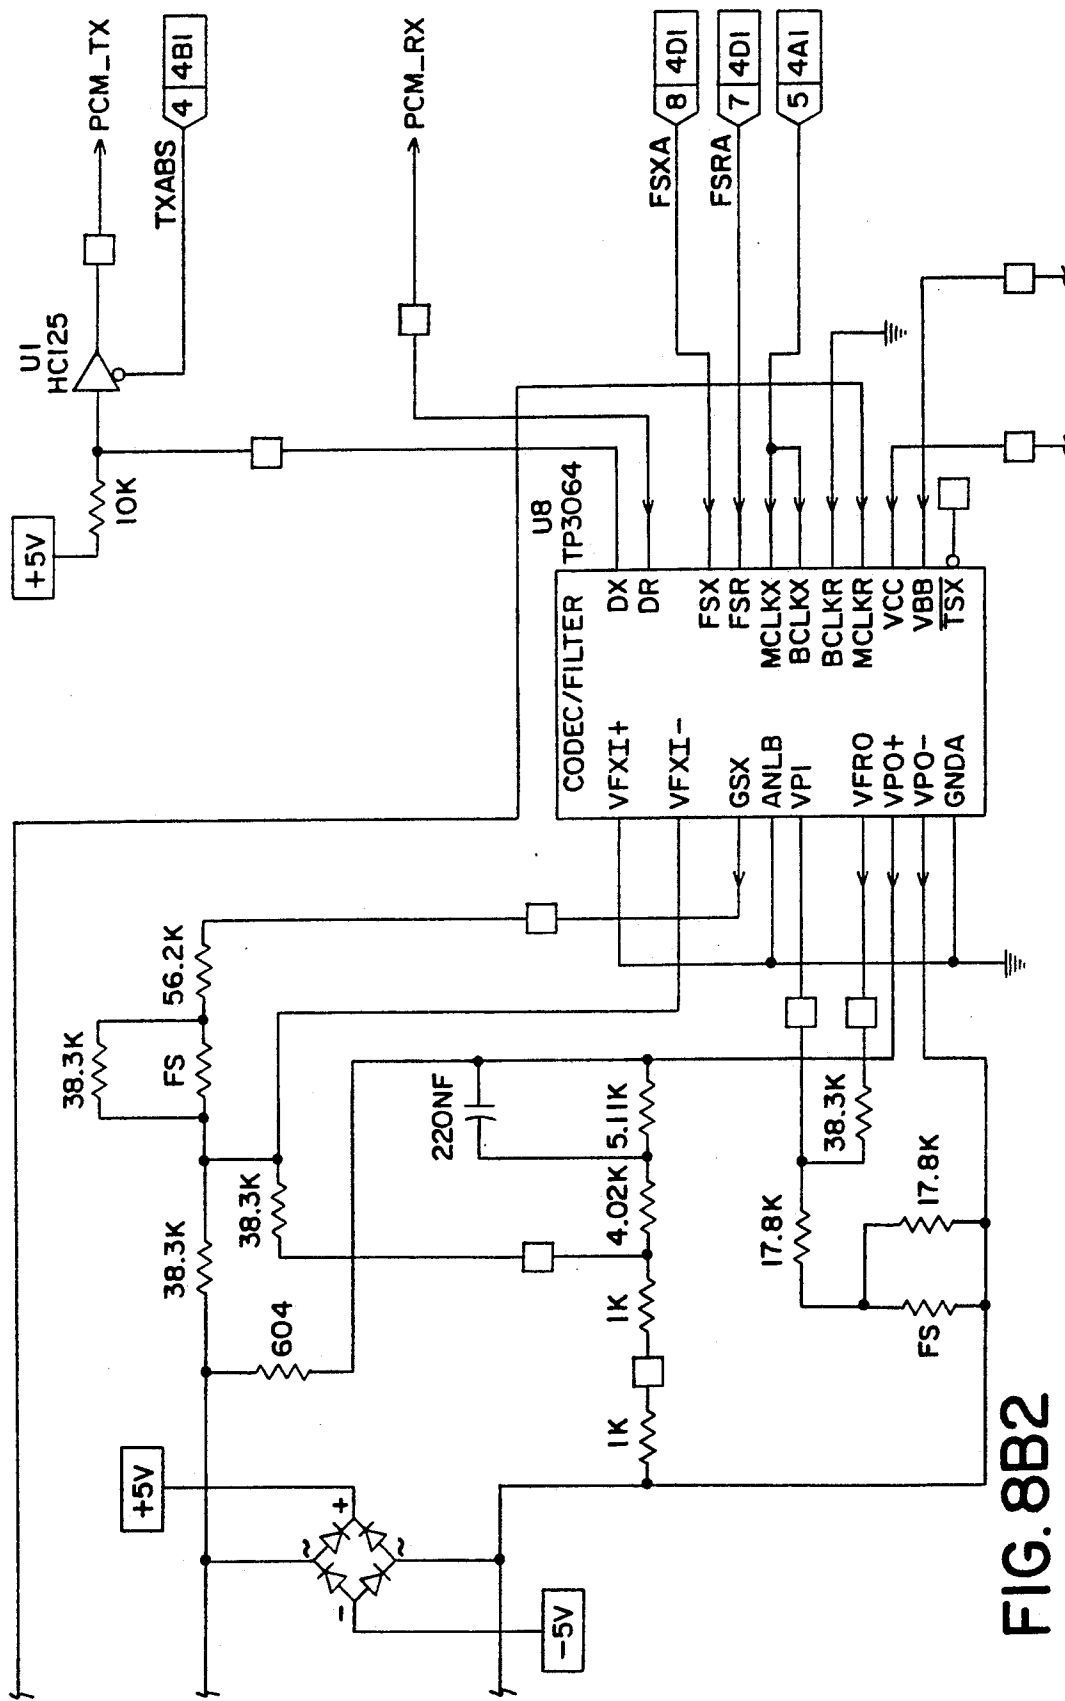 +5V
10K
U1
HC125
PCM_TX
TXABS
4 4B1
PCM_RX
U8
TP3064
FSXA
8 4D1
FSRA
7 4D1
5 4A1
CODEC/FILTER
VFXI+
VFXI-
GSX
ANLB
VPI
VFRO
VPO+
VPO-
GNDA
DX
DR
FSX
FSR
MCLKX
BCLKX
BCLKR
MCLKR
VCC
VBB
TSX
38.3K
FS
56.2K
38.3K
38.3K
604
220NF
1K
1K
4.02K
5.11K
17.8K
38.3K
FS
17.8K
+5V
~
+
-
~
-5V
FIG. 8B2